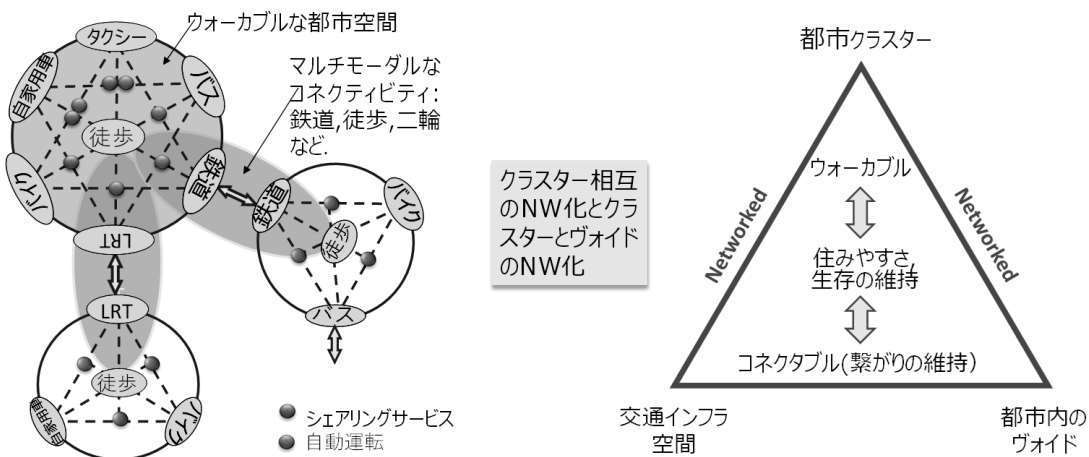 ウォーカブルな都市空間
タクシー
自家用車
バス
徒歩
バイク
鉄道
LRT
マルチモーダルな
コネクティビティ:
鉄道,徒歩,二輪
など.
鉄道
バイク
徒歩
バス
LRT
徒歩
自家用車
バイク
シェアリングサービス
自動運転
クラスター相互
のNW化とクラ
スターとヴォイド
のNW化
都市クラスター
ウォーカブル
Networked
Networked
住みやすさ,
生存の維持
コネクタブル(繋がりの維持)
交通インフラ
空間
都市内の
ヴォイド